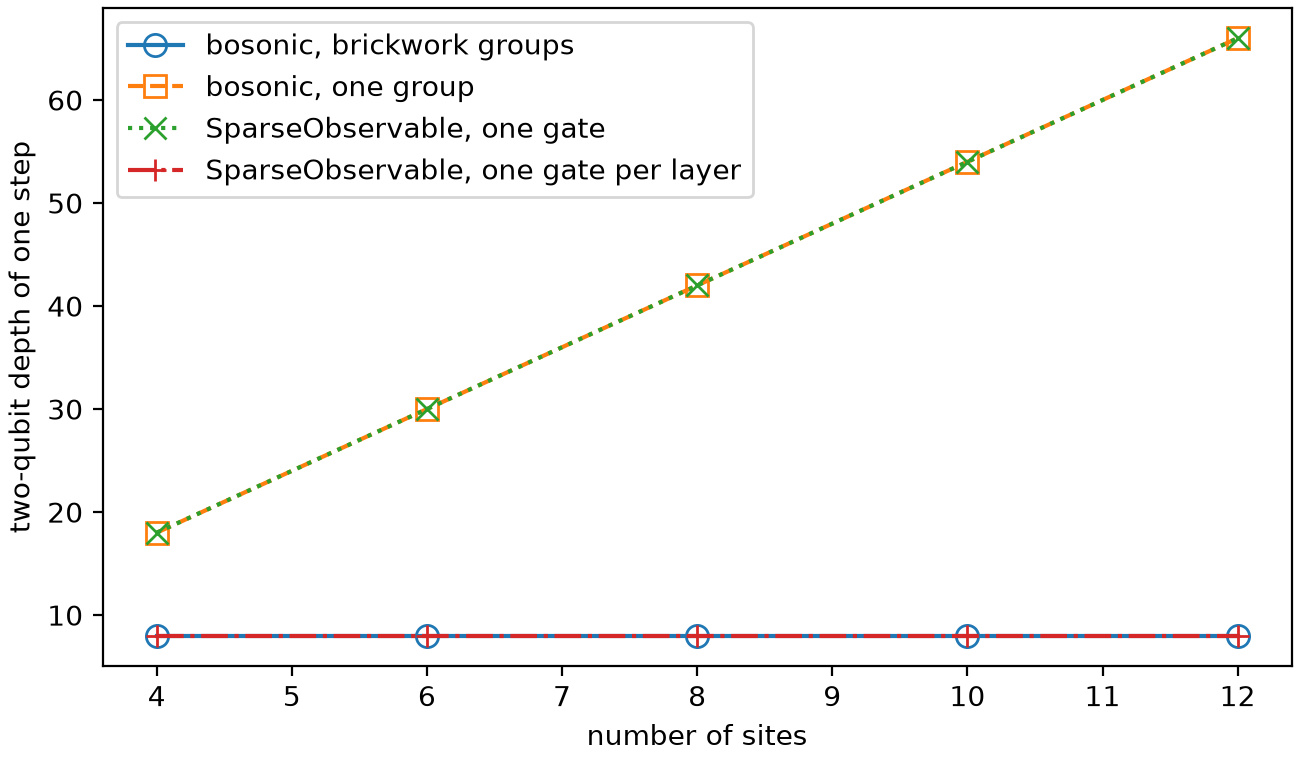 bosonic, brickwork groups
bosonic, one group
SparseObservable, one gate
SparseObservable, one gate per layer
two-qubit depth of one step
60
50
40
30
20
10
4 5 6 7 8 9 10 11 12
number of sites